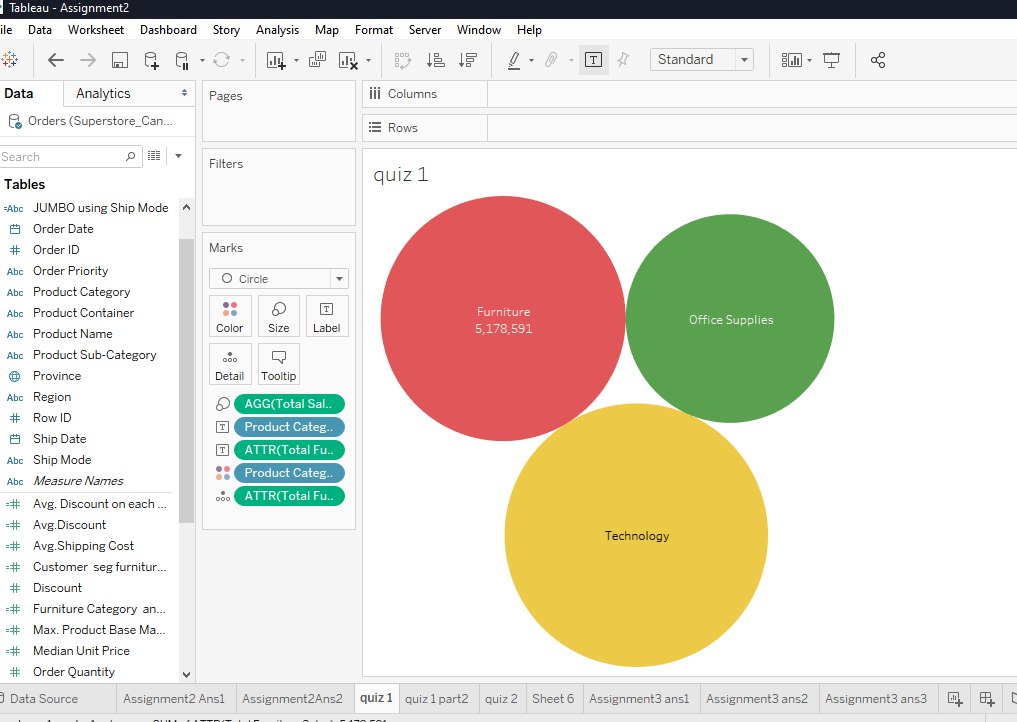 Tableau - Assignment2
ile Data Worksheet Dashboard Story Analysis Map Format Server Window Help
Standard
Data Analytics
Orders (Superstore_Can...
Search
Tables
JUMBO using Ship Mode
Order Date
Order ID
Order Priority
Product Category
Product Container
Product Name
Product Sub-Category
Province
Region
Row ID
Ship Date
Ship Mode
Measure Names
Avg. Discount on each ...
Avg.Discount
Avg.Shipping Cost
Customer seg furnitur...
Discount
Furniture Category an...
Max. Product Base Ma...
Median Unit Price
Order Quantity
Pages
Filters
Marks
Circle
Color Size Label
Detail Tooltip
AGG(Total Sal..
Product Categ..
ATTR(Total Fu..
Product Categ..
ATTR(Total Fu..
Columns
Rows
quiz 1
Furniture
5,178,591
Office Supplies
Technology
Data Source Assignment2 Ans1 Assignment2Ans2 quiz 1 quiz 1 part2 quiz 2 Sheet 6 Assignment3 ans1 Assignment3 ans2 Assignment3 ans3